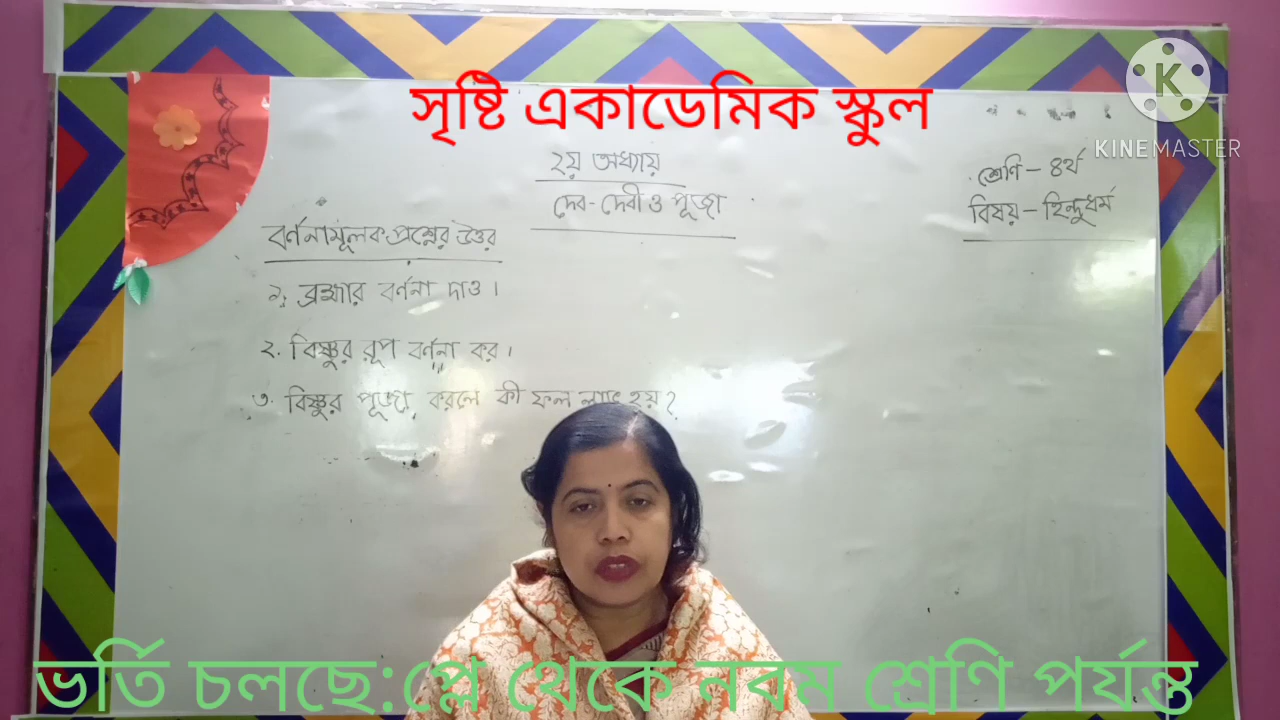 সৃষ্টি একাডেমিক স্কুল
KINEMASTER
২য় অধ্যায়
দেব-দেবী ও পূজা
শ্রেণি - ৪র্থ
বিষয় - হিন্দুধর্ম
বর্ণনামূলক প্রশ্নের উত্তর
১. ব্রহ্মার বর্ণনা দাও।
২. বিষ্ণুর রূপ বর্ণনা কর।
৩. বিষ্ণুর পূজা করলে কী ফল লাভ হয়?
ভর্তি চলছে:প্লে থেকে নবম শ্রেণি পর্যন্ত